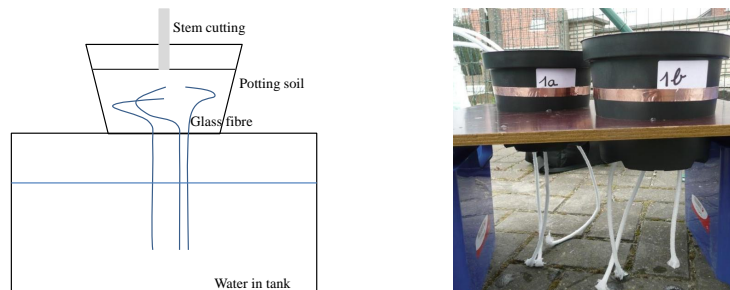 Stem cutting
Potting soil
Glass fibre
Water in tank
1a
1b